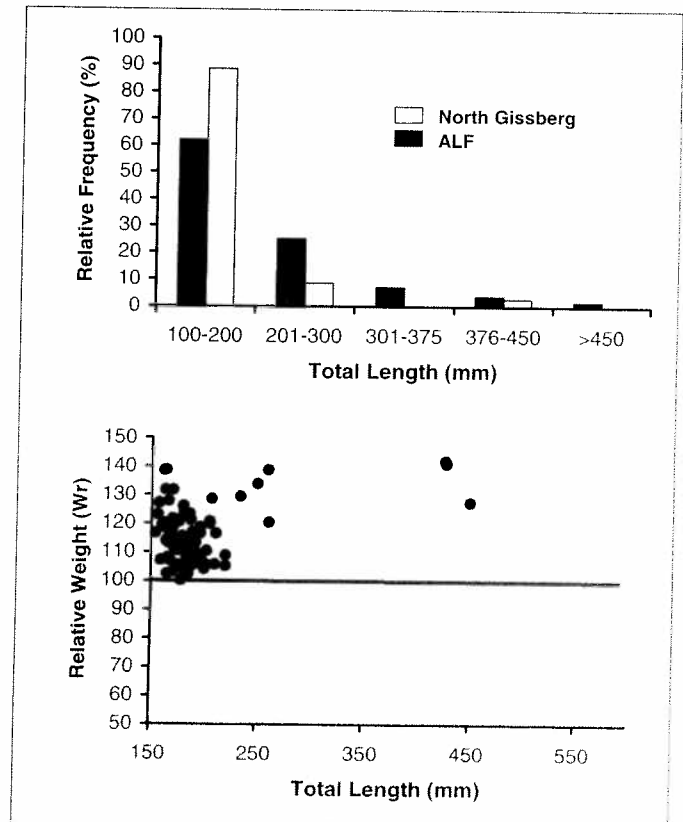 Relative Frequency (%)
100
90
80
70
60
50
40
30
20
10
0
North Gissberg
ALF
100-200 201-300 301-375 376-450 >450
Total Length (mm)
Relative Weight (Wr)
150
140
130
120
110
100
90
80
70
60
50
150 250 350 450 550
Total Length (mm)